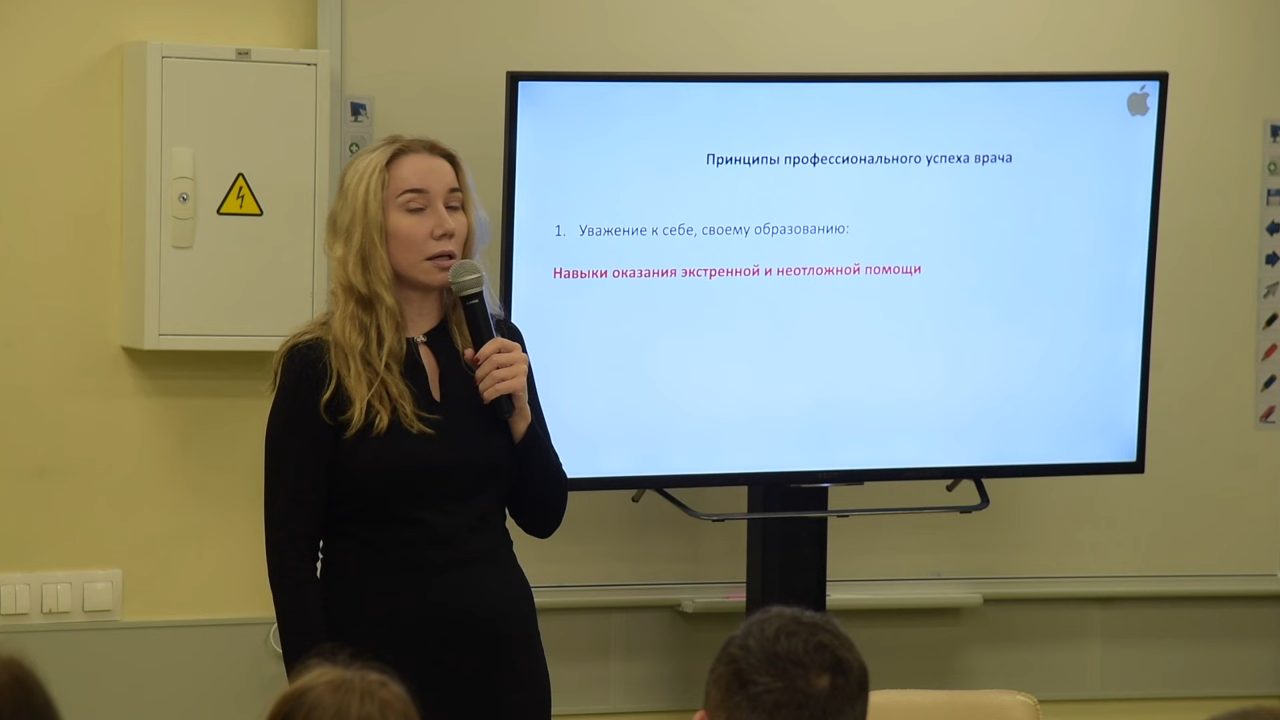 Принципы профессионального успеха врача
1. Уважение к себе, своему образованию:
Навыки оказания экстренной и неотложной помощи